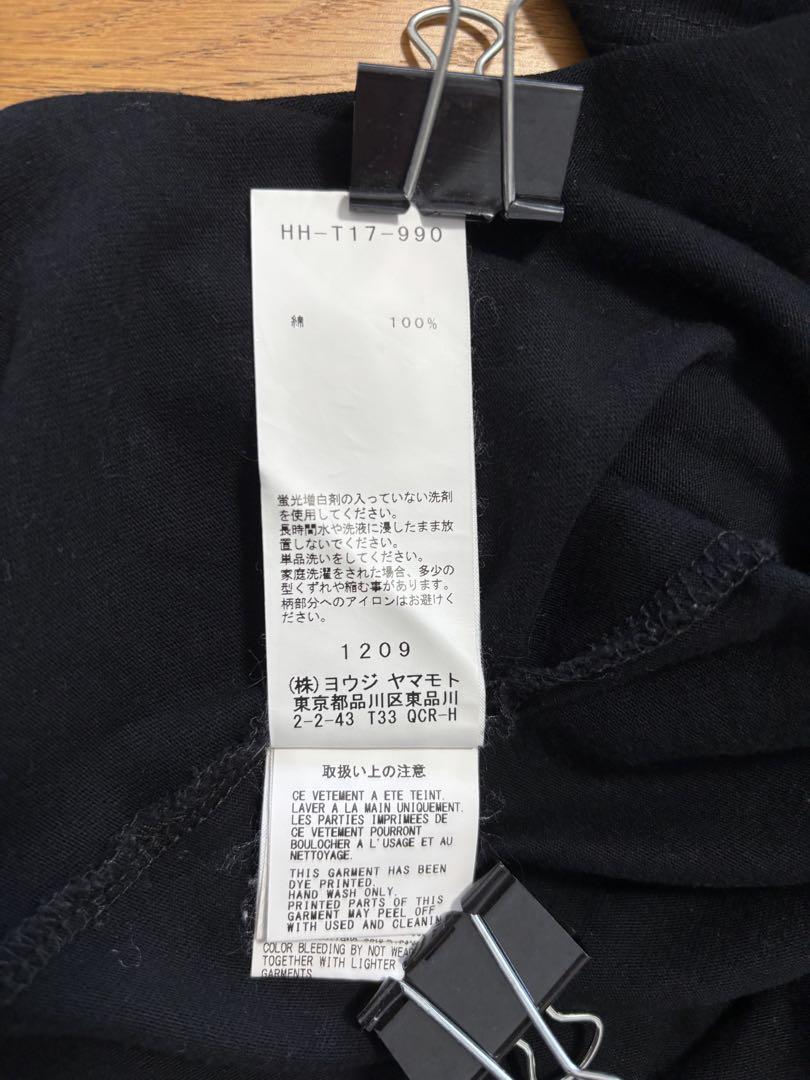 HH-T17-990
綿 100%
蛍光増白剤の入っていない洗剤
を使用してください。
長時間水や洗液に浸したまま放
置しないでください。
単品洗いをしてください。
家庭洗濯をされた場合、多少の
型くずれや縮む事があります。
柄部分へのアイロンはお避けく
ださい。
1209
(株)ヨウジ ヤマモト
東京都品川区東品川
2-2-43 T33 QCR-H
取扱い上の注意
CE VETEMENT A ETE TEINT.
LAVER A LA MAIN UNIQUEMENT.
LES PARTIES IMPRIMEES DE
CE VETEMENT POURRONT
BOULOCHER A L'USAGE ET AU
NETTOYAGE.
THIS GARMENT HAS BEEN
DYE PRINTED.
HAND WASH ONLY.
PRINTED PARTS OF THIS
GARMENT MAY PEEL OFF
WITH USED AND CLEANIN
COLOR BLEEDING BY NOT WEA
TOGETHER WITH LIGHTER
GARMENTS